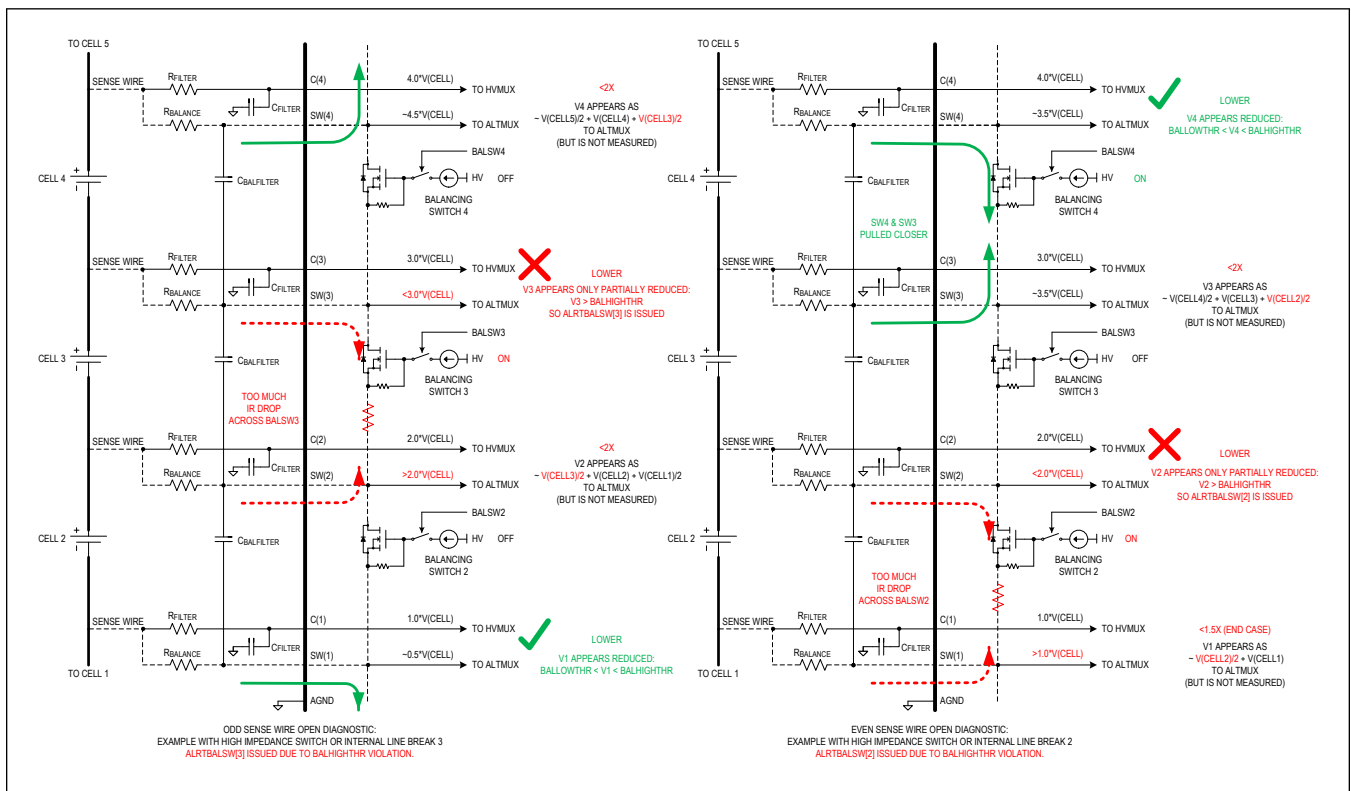 TO CELL 5
SENSE WIRE
RFILTER
C(4)
4.0*V(CELL)
TO HVMUX
<2X
CFILTER
RBALANCE
SW(4)
~4.5*V(CELL)
TO ALTMUX
V4 APPEARS AS
~ V(CELL5)/2 + V(CELL4) + V(CELL3)/2
TO ALTMUX
(BUT IS NOT MEASURED)
BALSW4
CELL 4
+
-
CBALFILTER
HV
OFF
BALANCING
SWITCH 4
SENSE WIRE
RFILTER
C(3)
3.0*V(CELL)
TO HVMUX
LOWER
CFILTER
RBALANCE
SW(3)
<3.0*V(CELL)
TO ALTMUX
V3 APPEARS ONLY PARTIALLY REDUCED:
V3 > BALHIGHTHR
SO ALRTBALSW[3] IS ISSUED
BALSW3
CELL 3
+
-
CBALFILTER
HV
ON
BALANCING
SWITCH 3
TOO MUCH
IR DROP
ACROSS BALSW3
SENSE WIRE
RFILTER
C(2)
2.0*V(CELL)
TO HVMUX
<2X
CFILTER
RBALANCE
SW(2)
>2.0*V(CELL)
TO ALTMUX
V2 APPEARS AS
~ V(CELL3)/2 + V(CELL2) + V(CELL1)/2
TO ALTMUX
(BUT IS NOT MEASURED)
BALSW2
CELL 2
+
-
CBALFILTER
HV
OFF
BALANCING
SWITCH 2
SENSE WIRE
RFILTER
C(1)
1.0*V(CELL)
TO HVMUX
LOWER
CFILTER
RBALANCE
SW(1)
~0.5*V(CELL)
TO ALTMUX
V1 APPEARS REDUCED:
BALLOWTHR < V1 < BALHIGHTHR
TO CELL 1
AGND
ODD SENSE WIRE OPEN DIAGNOSTIC:
EXAMPLE WITH HIGH IMPEDANCE SWITCH OR INTERNAL LINE BREAK 3
ALRTBALSW[3] ISSUED DUE TO BALHIGHTHR VIOLATION.
TO CELL 5
SENSE WIRE
RFILTER
C(4)
4.0*V(CELL)
TO HVMUX
LOWER
CFILTER
RBALANCE
SW(4)
~3.5*V(CELL)
TO ALTMUX
V4 APPEARS REDUCED:
BALLOWTHR < V4 < BALHIGHTHR
BALSW4
CELL 4
+
-
CBALFILTER
HV
ON
BALANCING
SWITCH 4
SW4 & SW3
PULLED CLOSER
SENSE WIRE
RFILTER
C(3)
3.0*V(CELL)
TO HVMUX
<2X
CFILTER
RBALANCE
SW(3)
~3.5*V(CELL)
TO ALTMUX
V3 APPEARS AS
~ V(CELL4)/2 + V(CELL3) + V(CELL2)/2
TO ALTMUX
(BUT IS NOT MEASURED)
BALSW3
CELL 3
+
-
CBALFILTER
HV
OFF
BALANCING
SWITCH 3
SENSE WIRE
RFILTER
C(2)
2.0*V(CELL)
TO HVMUX
LOWER
CFILTER
RBALANCE
SW(2)
<2.0*V(CELL)
TO ALTMUX
V2 APPEARS ONLY PARTIALLY REDUCED:
V2 > BALHIGHTHR
SO ALRTBALSW[2] IS ISSUED
BALSW2
CELL 2
+
-
CBALFILTER
HV
ON
BALANCING
SWITCH 2
TOO MUCH
IR DROP
ACROSS BALSW2
SENSE WIRE
RFILTER
C(1)
1.0*V(CELL)
TO HVMUX
<1.5X (END CASE)
CFILTER
RBALANCE
SW(1)
>1.0*V(CELL)
TO ALTMUX
V1 APPEARS AS
~ V(CELL2)/2 + V(CELL1)
TO ALTMUX
(BUT IS NOT MEASURED)
TO CELL 1
AGND
EVEN SENSE WIRE OPEN DIAGNOSTIC:
EXAMPLE WITH HIGH IMPEDANCE SWITCH OR INTERNAL LINE BREAK 2
ALRTBALSW[2] ISSUED DUE TO BALHIGHTHR VIOLATION.